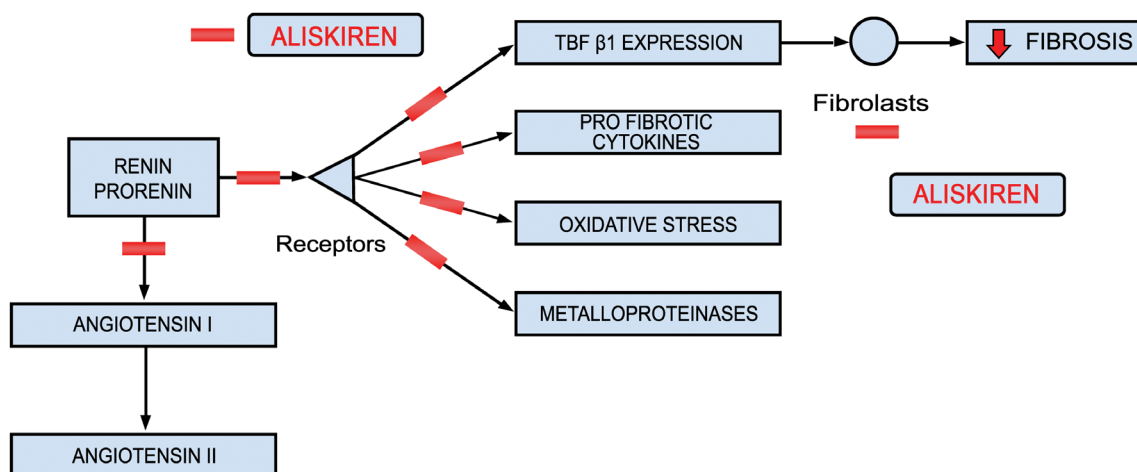 ALISKIREN
TBF β1 EXPRESSION
FIBROSIS
Fibrolasts
PRO FIBROTIC
CYTOKINES
RENIN
PRORENIN
ALISKIREN
Receptors
OXIDATIVE STRESS
METALLOPROTEINASES
ANGIOTENSIN I
ANGIOTENSIN II